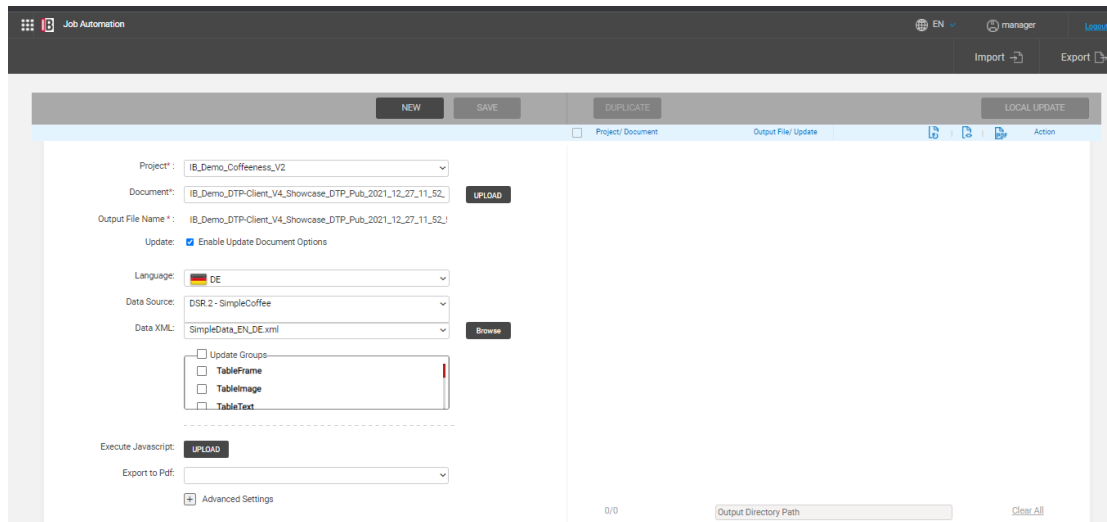 B Job Automation EN manager Logout
Import Export
NEW SAVE DUPLICATE LOCAL UPDATE
Project/ Document Output File/ Update PDF Action
Project* : IB_Demo_Coffeeness_V2
Document*: IB_Demo_DTP-Client_V4_Showcase_DTP_Pub_2021_12_27_11_52_ UPLOAD
Output File Name * : IB_Demo_DTP-Client_V4_Showcase_DTP_Pub_2021_12_27_11_52_!
Update: Enable Update Document Options
Language: DE
Data Source: DSR.2 - SimpleCoffee
Data XML: SimpleData_EN_DE.xml Browse
Update Groups
TableFrame
TableImage
TableText
Execute Javascript: UPLOAD
Export to Pdf:
+ Advanced Settings
0/0 Output Directory Path Clear All